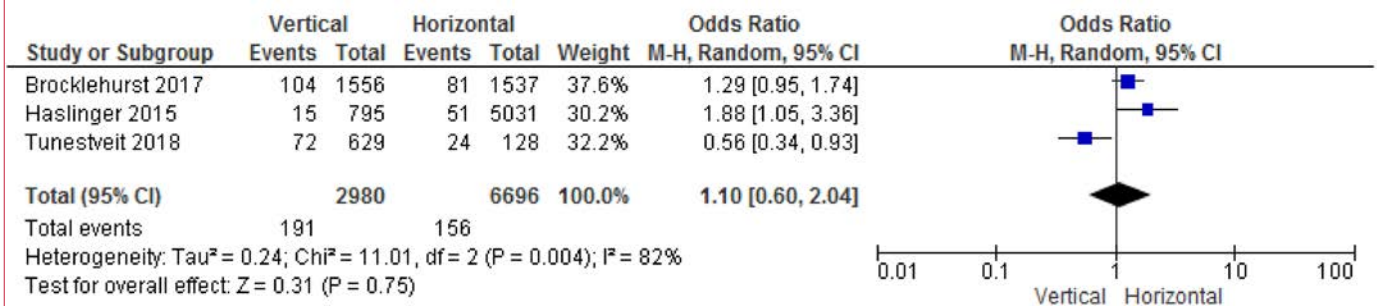 Vertical Horizontal Odds Ratio Odds Ratio
Study or Subgroup Events Total Events Total Weight M-H, Random, 95% CI M-H, Random, 95% CI
Brocklehurst 2017 104 1556 81 1537 37.6% 1.29 [0.95, 1.74]
Haslinger 2015 15 795 51 5031 30.2% 1.88 [1.05, 3.36]
Tunestveit 2018 72 629 24 128 32.2% 0.56 [0.34, 0.93]
Total (95% CI) 2980 6696 100.0% 1.10 [0.60, 2.04]
Total events 191 156
Heterogeneity: Tau² = 0.24; Chi² = 11.01, df = 2 (P = 0.004); I² = 82%
Test for overall effect: Z = 0.31 (P = 0.75)
0.01 0.1 1 10 100
Vertical Horizontal